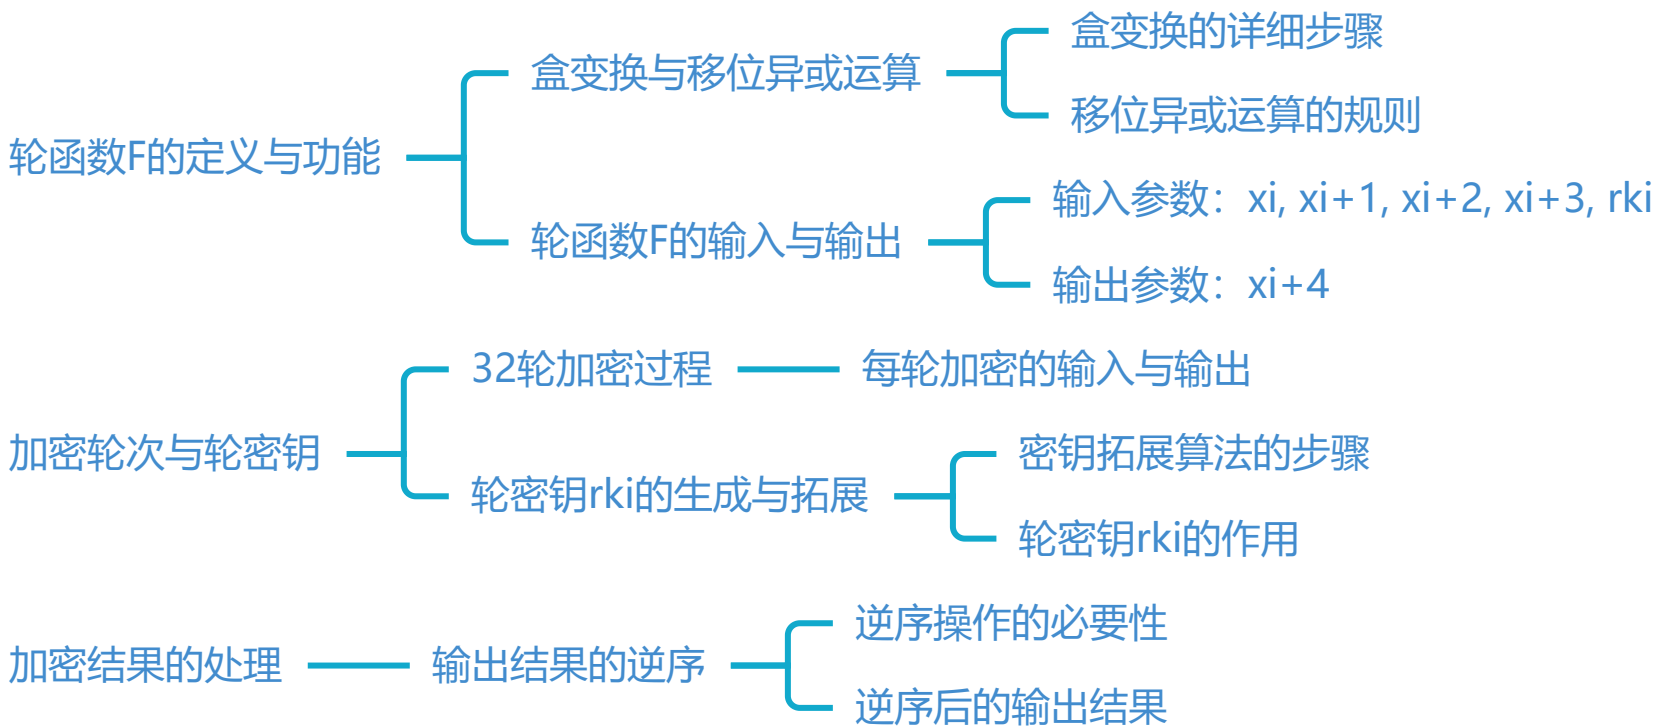 轮函数F的定义与功能
盒变换与移位异或运算
盒变换的详细步骤
移位异或运算的规则
轮函数F的输入与输出
输入参数：xi, xi+1, xi+2, xi+3, rki
输出参数：xi+4
加密轮次与轮密钥
32轮加密过程
每轮加密的输入与输出
轮密钥rki的生成与拓展
密钥拓展算法的步骤
轮密钥rki的作用
加密结果的处理
输出结果的逆序
逆序操作的必要性
逆序后的输出结果